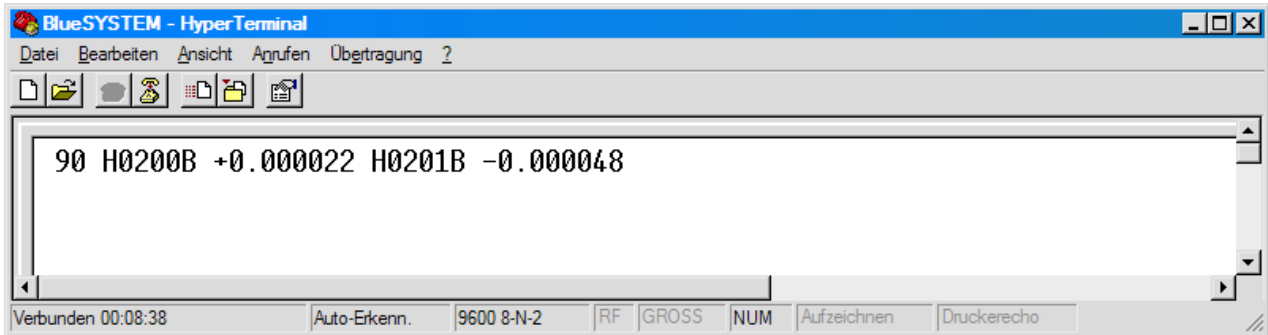 BlueSYSTEM - HyperTerminal
Datei Bearbeiten Ansicht Anrufen Übertragung ?
90 H0200B +0.000022 H0201B -0.000048
Verbunden 00:08:38 Auto-Erkenn. 9600 8-N-2 RF GROSS NUM Aufzeichnen Druckerecho